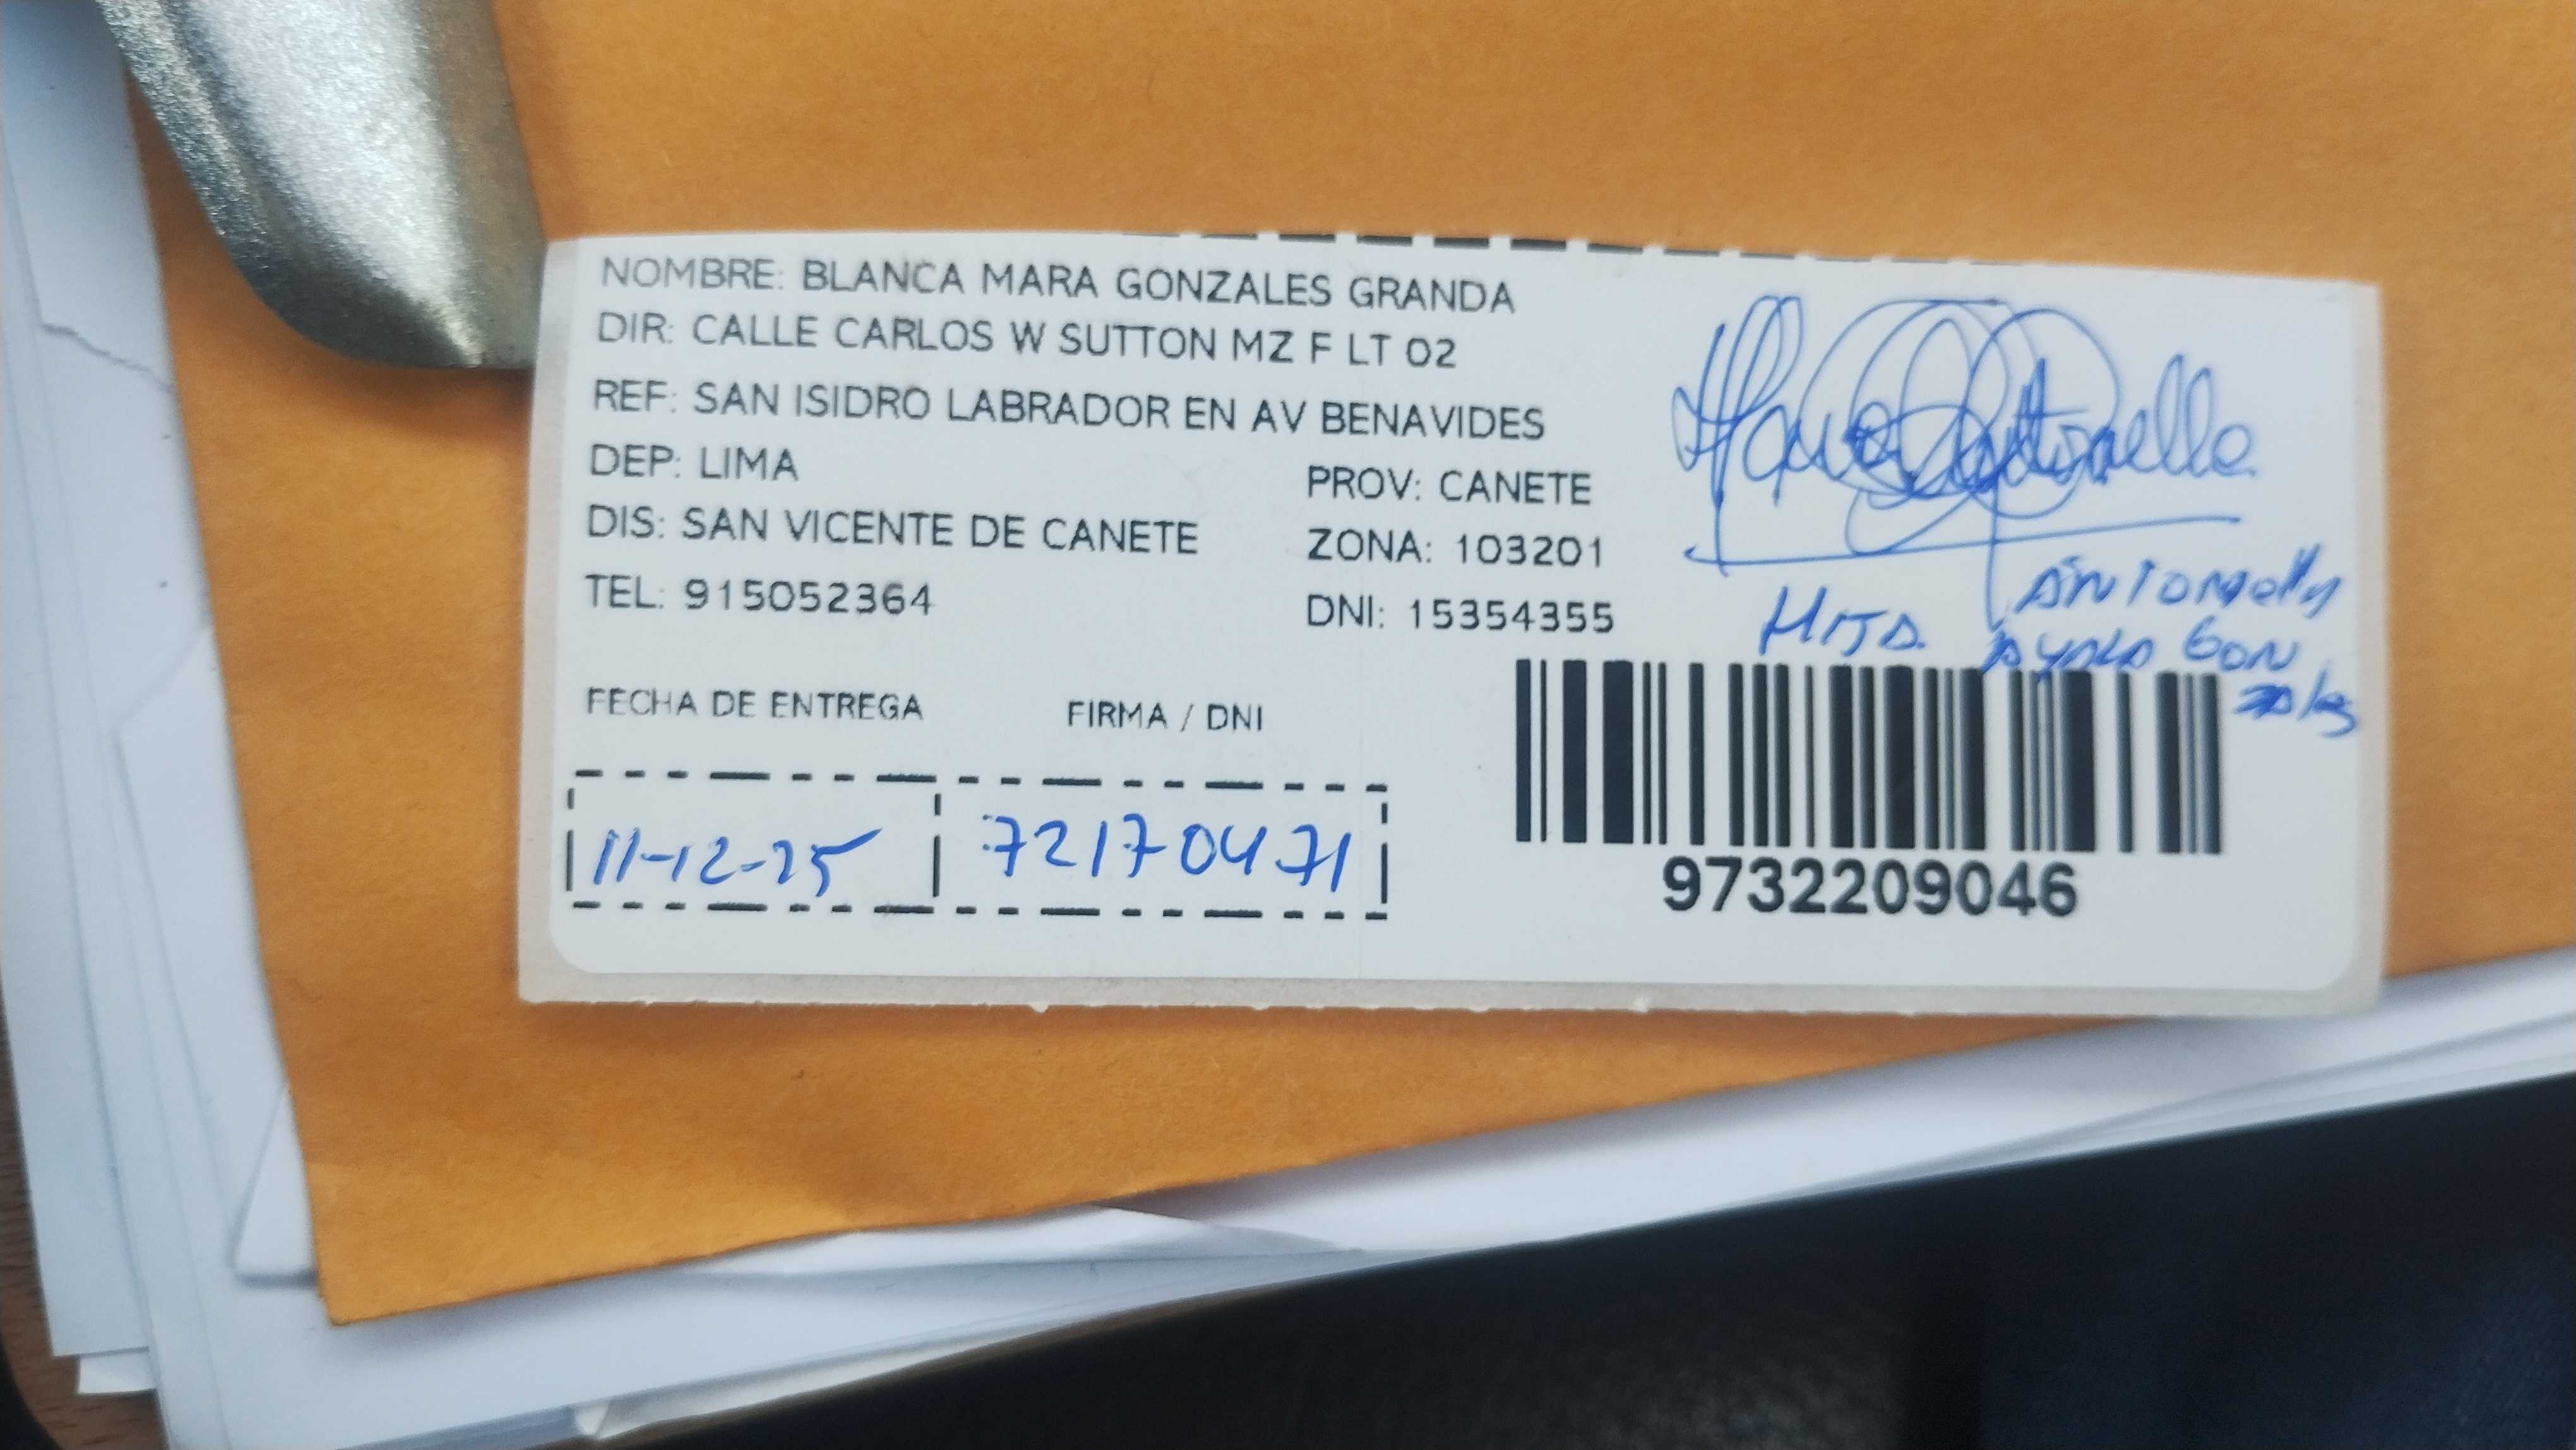 NOMBRE: BLANCA MARA GONZALES GRANDA
DIR: CALLE CARLOS W SUTTON MZ F LT 02
REF: SAN ISIDRO LABRADOR EN AV BENAVIDES
DEP: LIMA
PROV: CANETE
DIS: SAN VICENTE DE CANETE
ZONA: 103201
TEL: 915052364
DNI: 15354355
HIJA
FECHA DE ENTREGA
FIRMA / DNI
11-12-25
72170471
9732209046